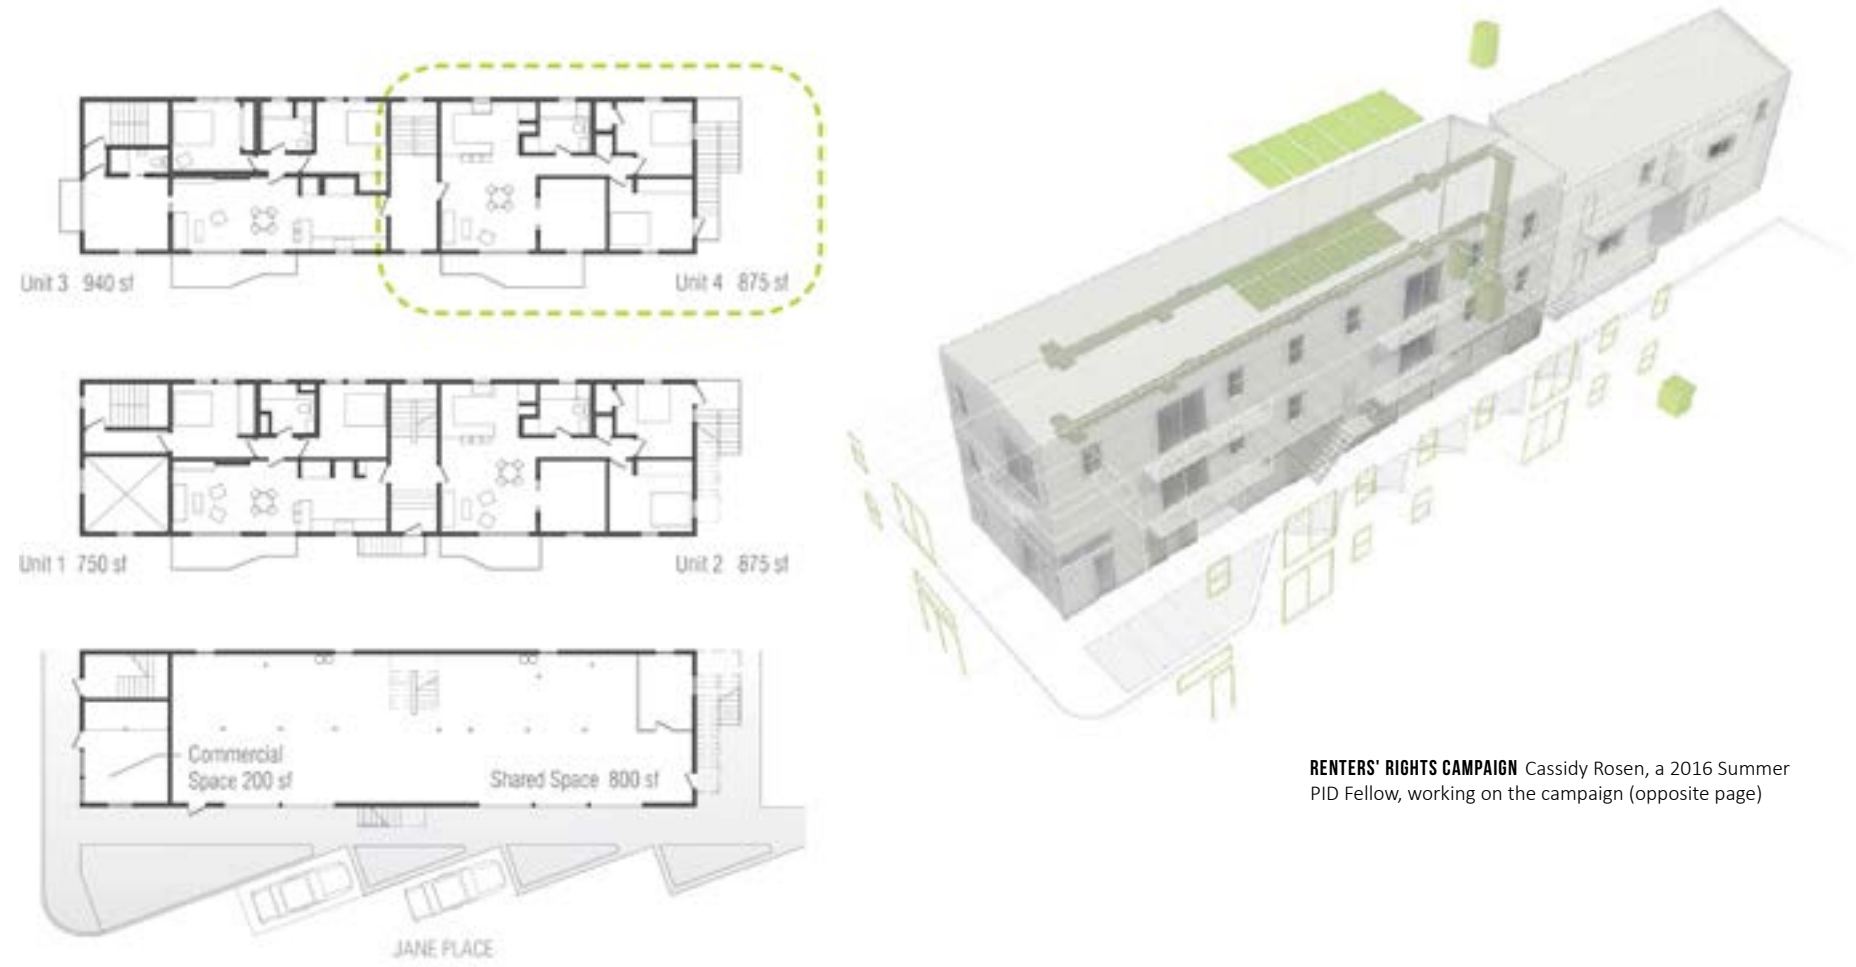 Unit 3 940 sf
Unit 4 875 sf
Unit 1 750 sf
Unit 2 875 sf
Commercial
Space 200 sf
Shared Space 800 sf
JANE PLACE
RENTERS' RIGHTS CAMPAIGN Cassidy Rosen, a 2016 Summer
PID Fellow, working on the campaign (opposite page)